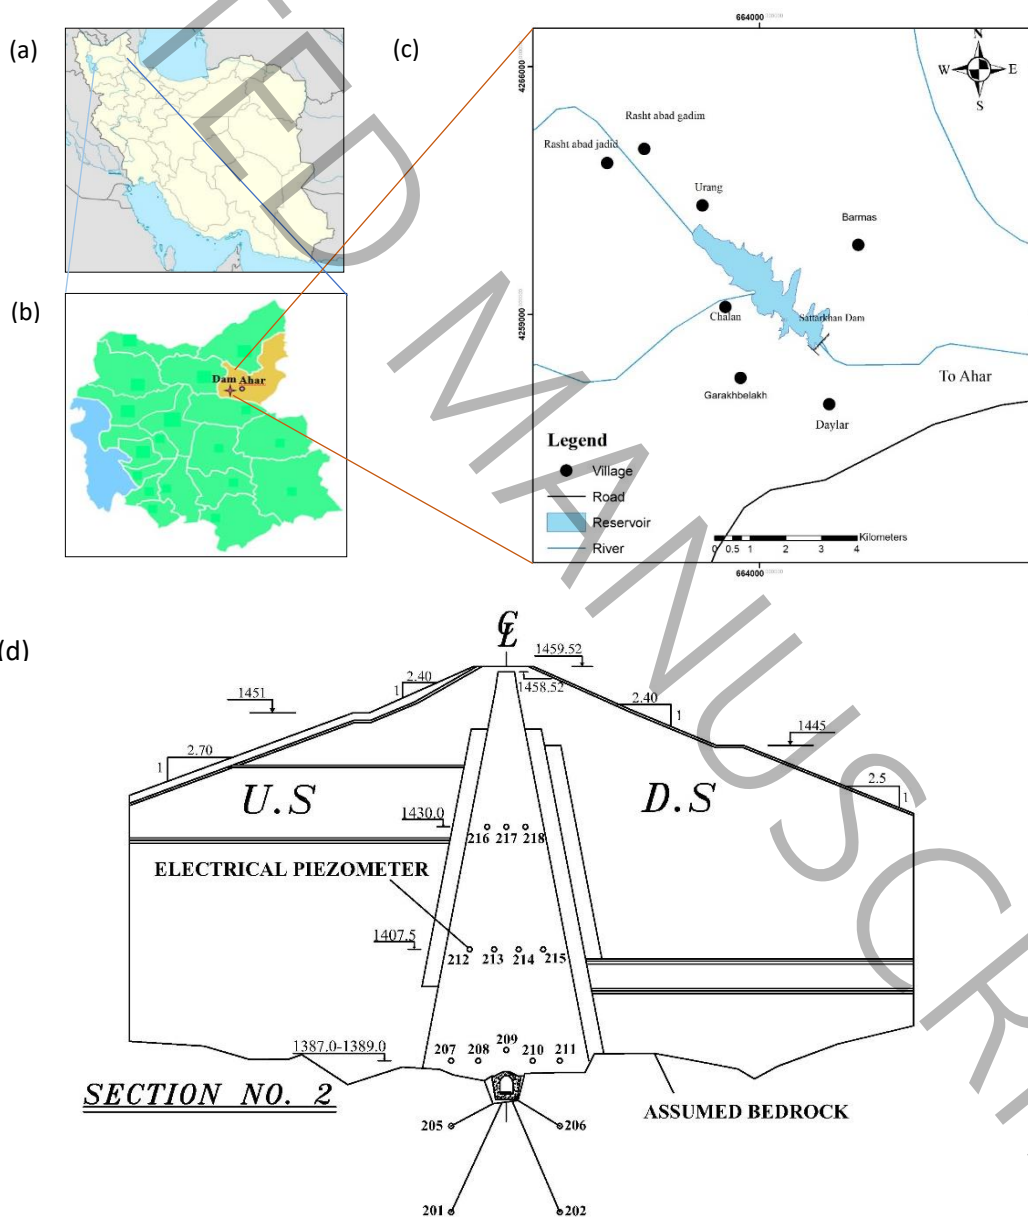 (a)
(c)
664000
N
W E
S
4266000
Rasht abad gadim
Rasht abad jadid
Urang
Barmas
(b)
4259000
Chalan
Sattarkhan Dam
Dam Ahar
To Ahar
Garakhbelakh
Daylar
Legend
Village
Road
Reservoir
River
0 0.5 1 2 3 4
Kilometers
664000
(d)
℄
1459.52
1458.52
2.40
1
1451
2.40
1
1445
2.70
1
2.5
1
U.S
D.S
1430.0
216 217 218
ELECTRICAL PIEZOMETER
1407.5
212 213 214 215
1387.0-1389.0
207 208 209 210 211
SECTION NO. 2
ASSUMED BEDROCK
205 206
201 202
TED MANUSCRI